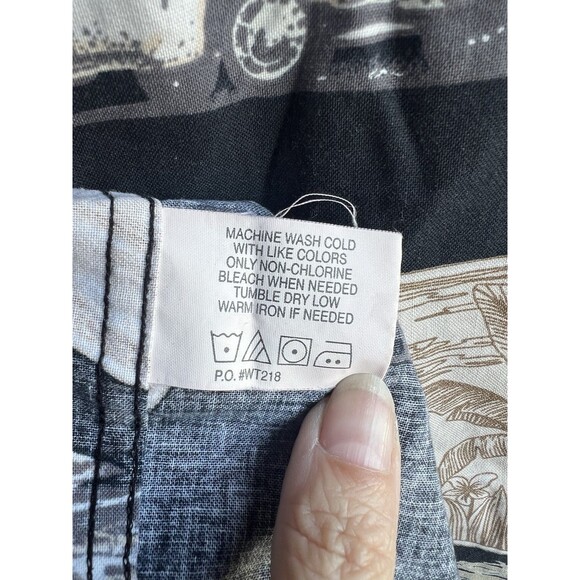 MACHINE WASH COLD
WITH LIKE COLORS
ONLY NON-CHLORINE
BLEACH WHEN NEEDED
TUMBLE DRY LOW
WARM IRON IF NEEDED
P.O. #WT218